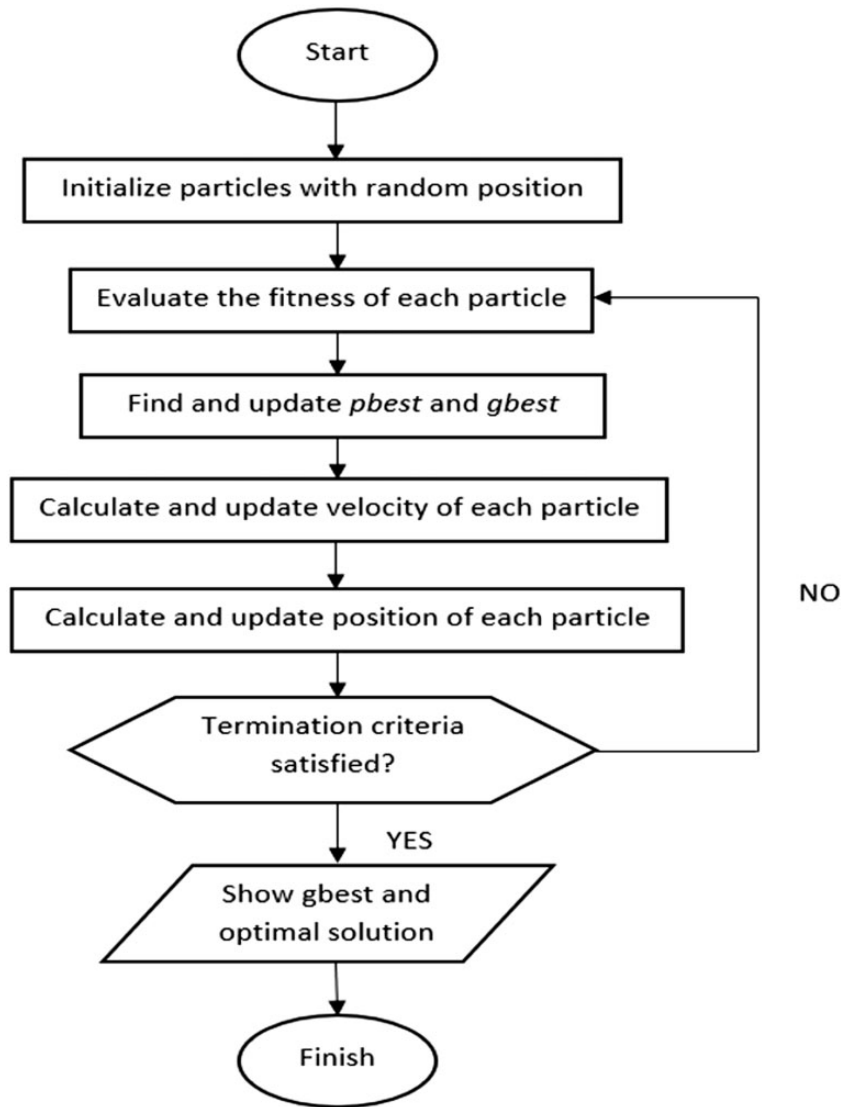 Start
Initialize particles with random position
Evaluate the fitness of each particle
Find and update pbest and gbest
Calculate and update velocity of each particle
NO
Calculate and update position of each particle
Termination criteria
satisfied?
YES
Show gbest and
optimal solution
Finish